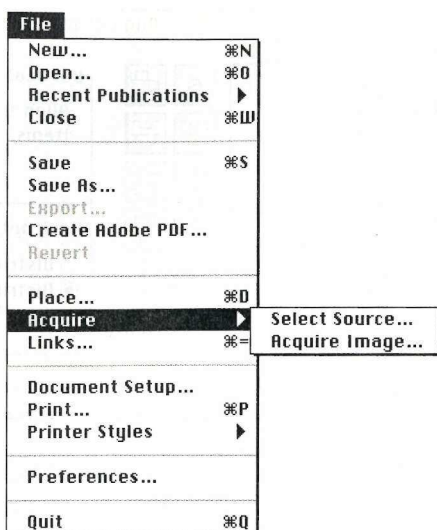 File
New... ⌘N
Open... ⌘O
Recent Publications ▶
Close ⌘W
Save ⌘S
Save As...
Export...
Create Adobe PDF...
Revert
Place... ⌘D
Acquire ▶
Select Source...
Links... ⌘=
Acquire Image...
Document Setup...
Print... ⌘P
Printer Styles ▶
Preferences...
Quit ⌘Q